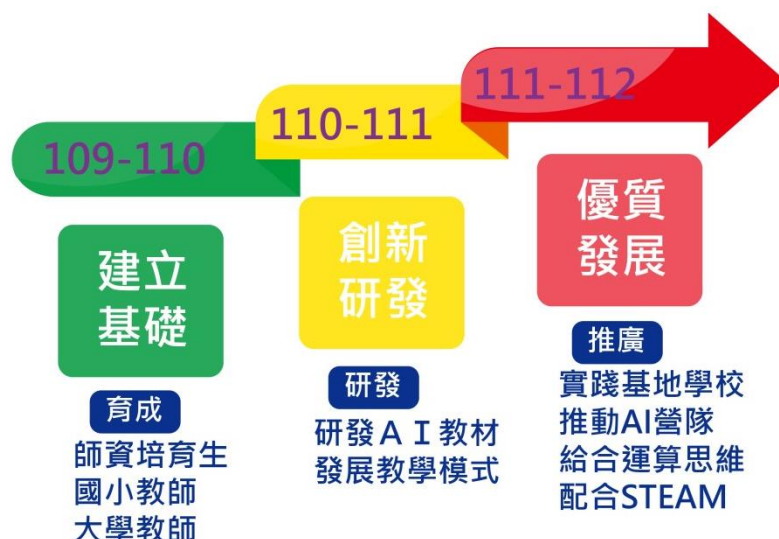 109-110
110-111
111-112
建立
基礎
育成
師資培育生
國小教師
大學教師
創新
研發
研發
研發AI教材
發展教學模式
優質
發展
推廣
實踐基地學校
推動AI營隊
給合運算思維
配合STEAM